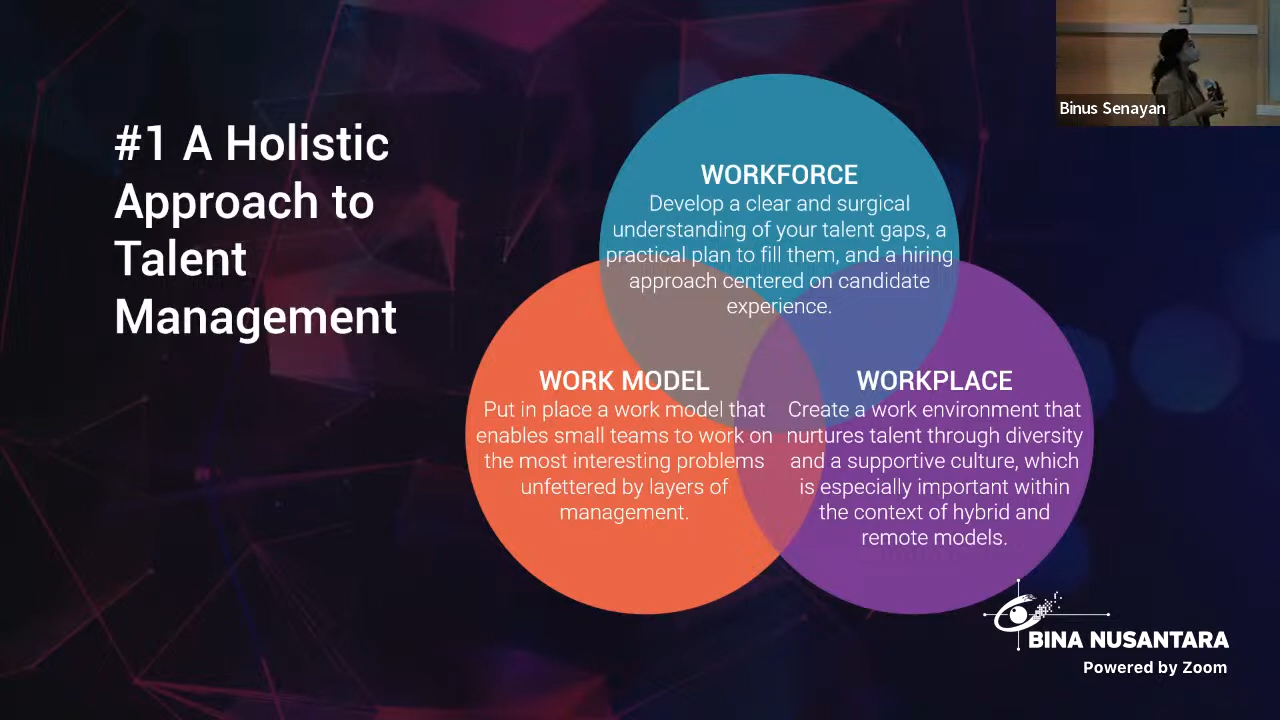 #1 A Holistic
Approach to
Talent
Management
WORKFORCE
Develop a clear and surgical
understanding of your talent gaps, a
practical plan to fill them, and a hiring
approach centered on candidate
experience.
WORK MODEL
Put in place a work model that
enables small teams to work on
the most interesting problems
unfettered by layers of
management.
WORKPLACE
Create a work environment that
nurtures talent through diversity
and a supportive culture, which
is especially important within
the context of hybrid and
remote models.
Binus Senayan
BINA NUSANTARA
Powered by Zoom